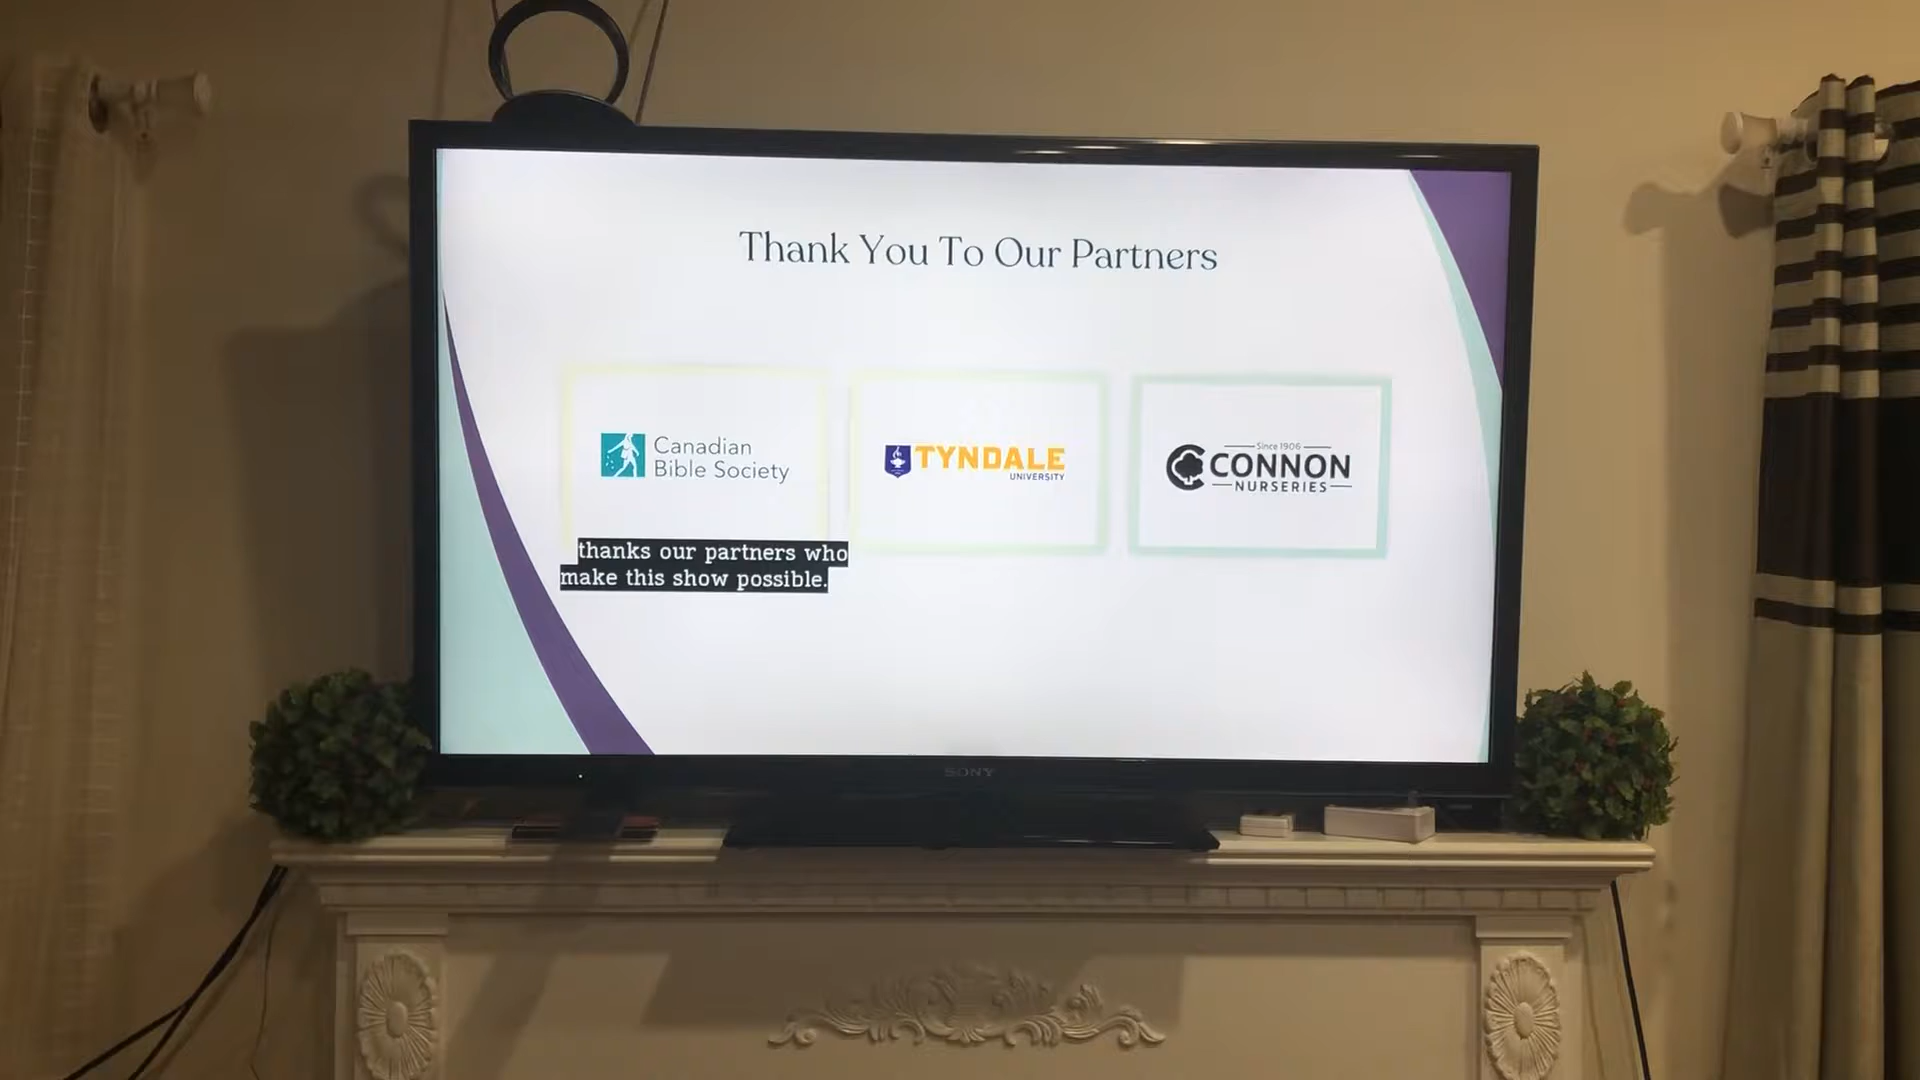 Thank You To Our Partners
Canadian
Bible Society
TYNDALE
UNIVERSITY
Since 1906
CONNON
NURSERIES
thanks our partners who
make this show possible.
SONY